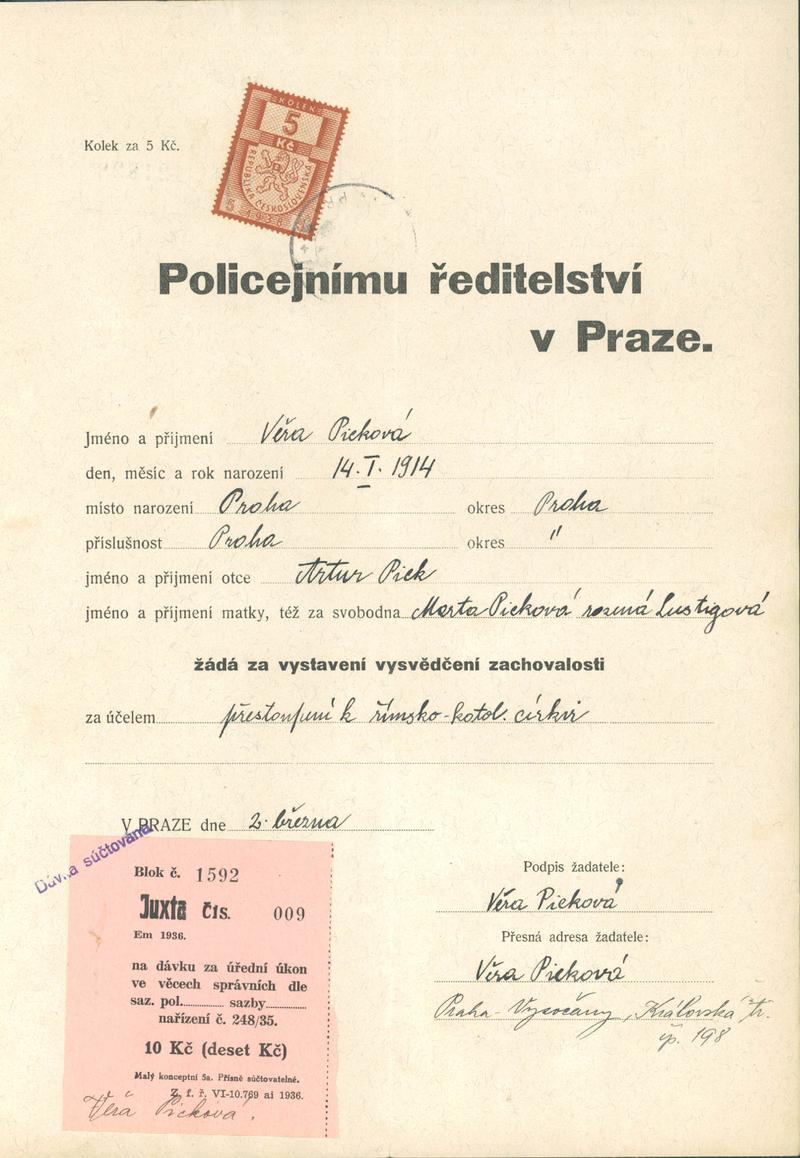 KOLEK
5
Kč
REPUBLIKA ČESKOSLOVENSKÁ
5 1938
Kolek za 5 Kč.
Policejnímu ředitelství
v Praze.
Jméno a příjmení Věra Picková
den, měsíc a rok narození 14. I. 1914
místo narození Praha okres Praha
příslušnost Praha okres "
jméno a příjmení otce Artur Pick
jméno a příjmení matky, též za svobodna Marta Picková rozená Lustigová
žádá za vystavení vysvědčení zachovalosti
za účelem přestoupení k římsko-katol. církvi
V PRAZE dne 2. března
Dávka súčtována
Blok č. 1592
Juxta čís. 009
Em 1936.
na dávku za úřední úkon
ve věcech správních dle
saz. pol. sazby
nařízení č. 248/35.
10 Kč (deset Kč)
Malý konceptní 5a. Přísně súčtovatelné.
Z. f. ř. VI-10.769 ai 1936.
Věra Picková.
Podpis žadatele:
Věra Picková
Přesná adresa žadatele:
Věra Picková
Praha-Vysočany, "Královská" tř.
čp. 198